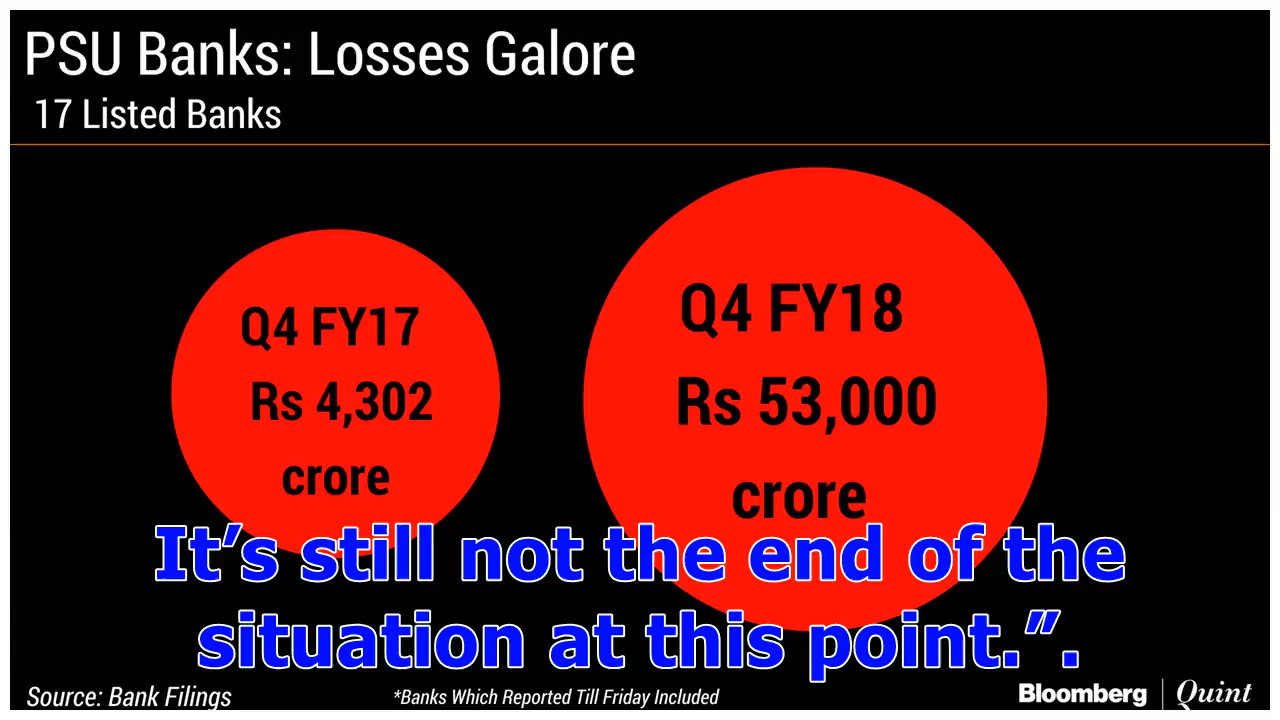 PSU Banks: Losses Galore
17 Listed Banks
Q4 FY17
Rs 4,302
crore
Q4 FY18
Rs 53,000
crore
It’s still not the end of the
situation at this point.”.
Source: Bank Filings
*Banks Which Reported Till Friday Included
Bloomberg | Quint